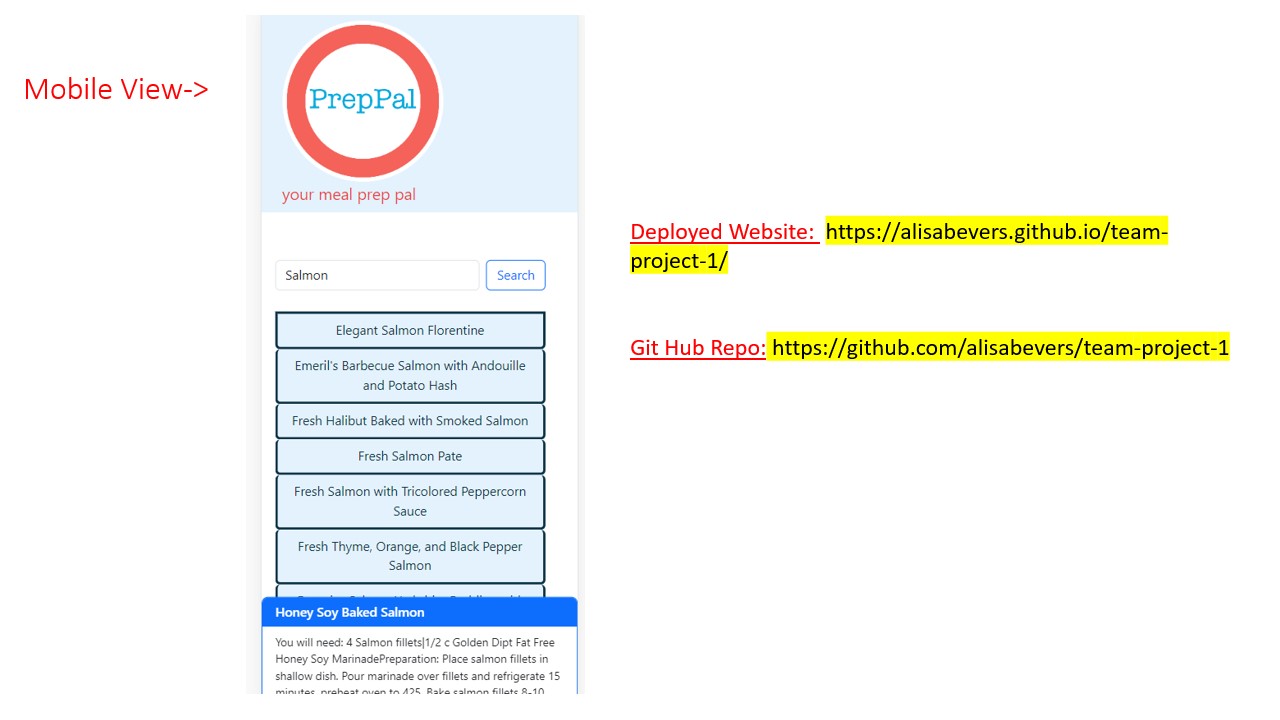 Mobile View->
PrepPal
your meal prep pal
Salmon
Search
Elegant Salmon Florentine
Emeril's Barbecue Salmon with Andouille
and Potato Hash
Fresh Halibut Baked with Smoked Salmon
Fresh Salmon Pate
Fresh Salmon with Tricolored Peppercorn
Sauce
Fresh Thyme, Orange, and Black Pepper
Salmon
Honey Soy Baked Salmon
You will need: 4 Salmon fillets|1/2 c Golden Dipt Fat Free
Honey Soy MarinadePreparation: Place salmon fillets in
shallow dish. Pour marinade over fillets and refrigerate 15
minutes. preheat oven to 425. Bake salmon fillets 8-10
Deployed Website: https://alisabevers.github.io/team-
project-1/
Git Hub Repo: https://github.com/alisabevers/team-project-1